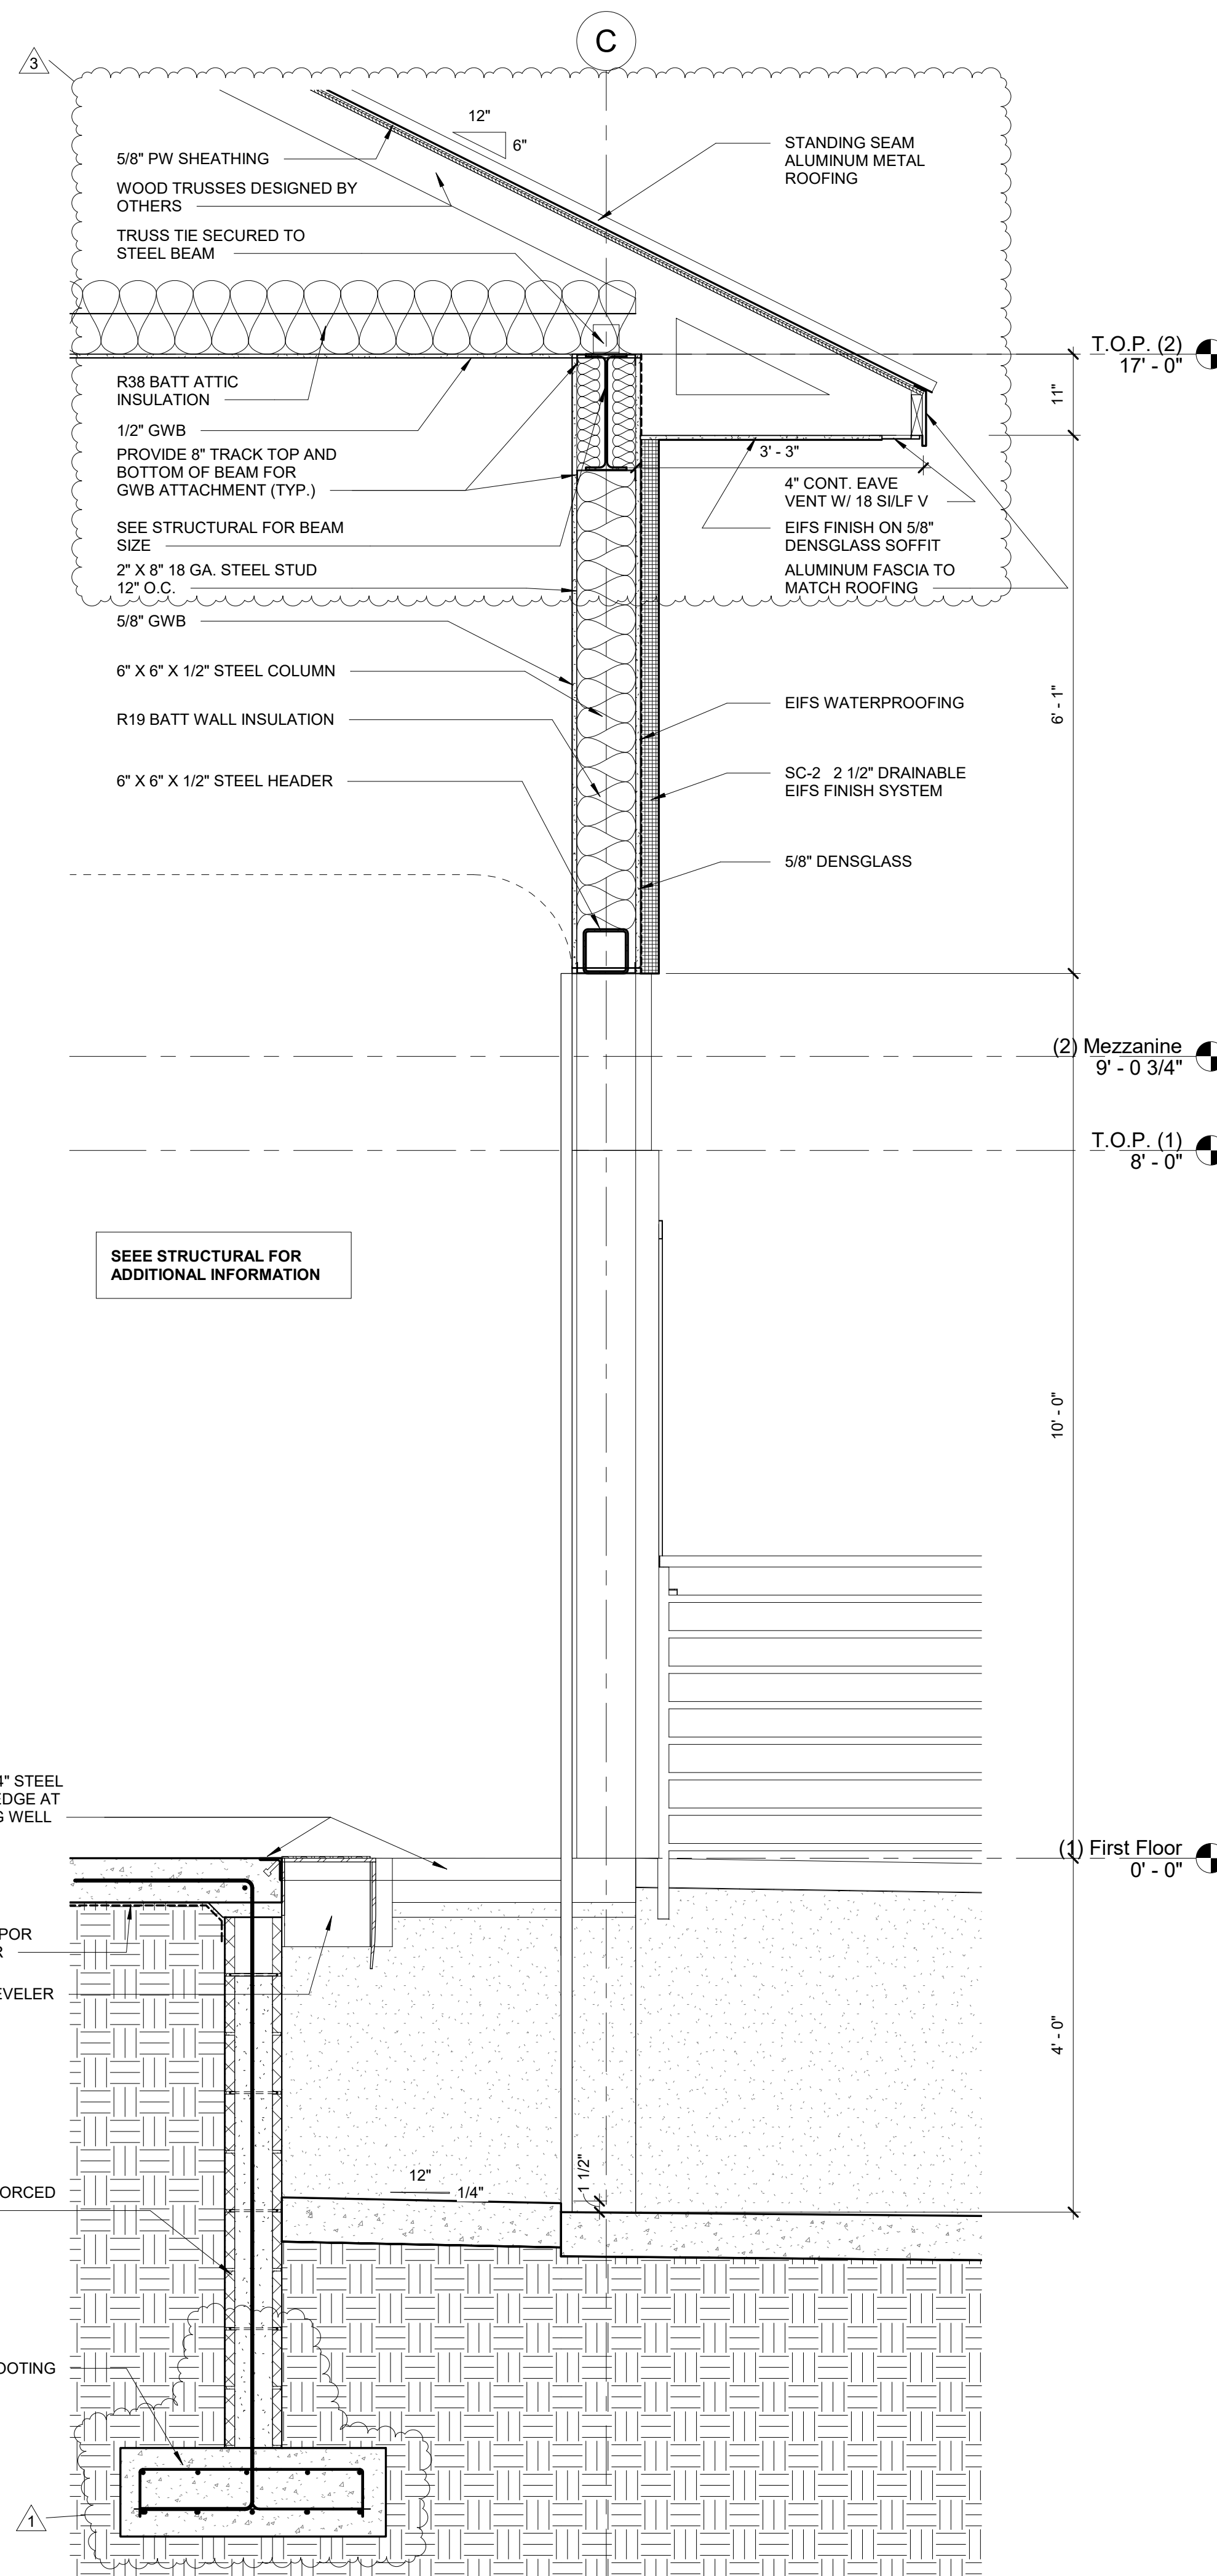 C
3
12"
6"
5/8" PW SHEATHING
WOOD TRUSSES DESIGNED BY
OTHERS
TRUSS TIE SECURED TO
STEEL BEAM
STANDING SEAM
ALUMINUM METAL
ROOFING
T.O.P. (2)
17' - 0"
11"
R38 BATT ATTIC
INSULATION
1/2" GWB
PROVIDE 8" TRACK TOP AND
BOTTOM OF BEAM FOR
GWB ATTACHMENT (TYP.)
SEE STRUCTURAL FOR BEAM
SIZE
2" X 8" 18 GA. STEEL STUD
12" O.C.
5/8" GWB
6" X 6" X 1/2" STEEL COLUMN
R19 BATT WALL INSULATION
6" X 6" X 1/2" STEEL HEADER
3' - 3"
4" CONT. EAVE
VENT W/ 18 SI/LF V
EIFS FINISH ON 5/8"
DENSGLASS SOFFIT
ALUMINUM FASCIA TO
MATCH ROOFING
EIFS WATERPROOFING
SC-2 2 1/2" DRAINABLE
EIFS FINISH SYSTEM
5/8" DENSGLASS
6' - 1"
(2) Mezzanine
9' - 0 3/4"
T.O.P. (1)
8' - 0"
SEEE STRUCTURAL FOR
ADDITIONAL INFORMATION
10' - 0"
4" STEEL
EDGE AT
G WELL
(1) First Floor
0' - 0"
POR
R
EVELER
4' - 0"
12"
1/4"
1 1/2"
ORCED
OOTING
1